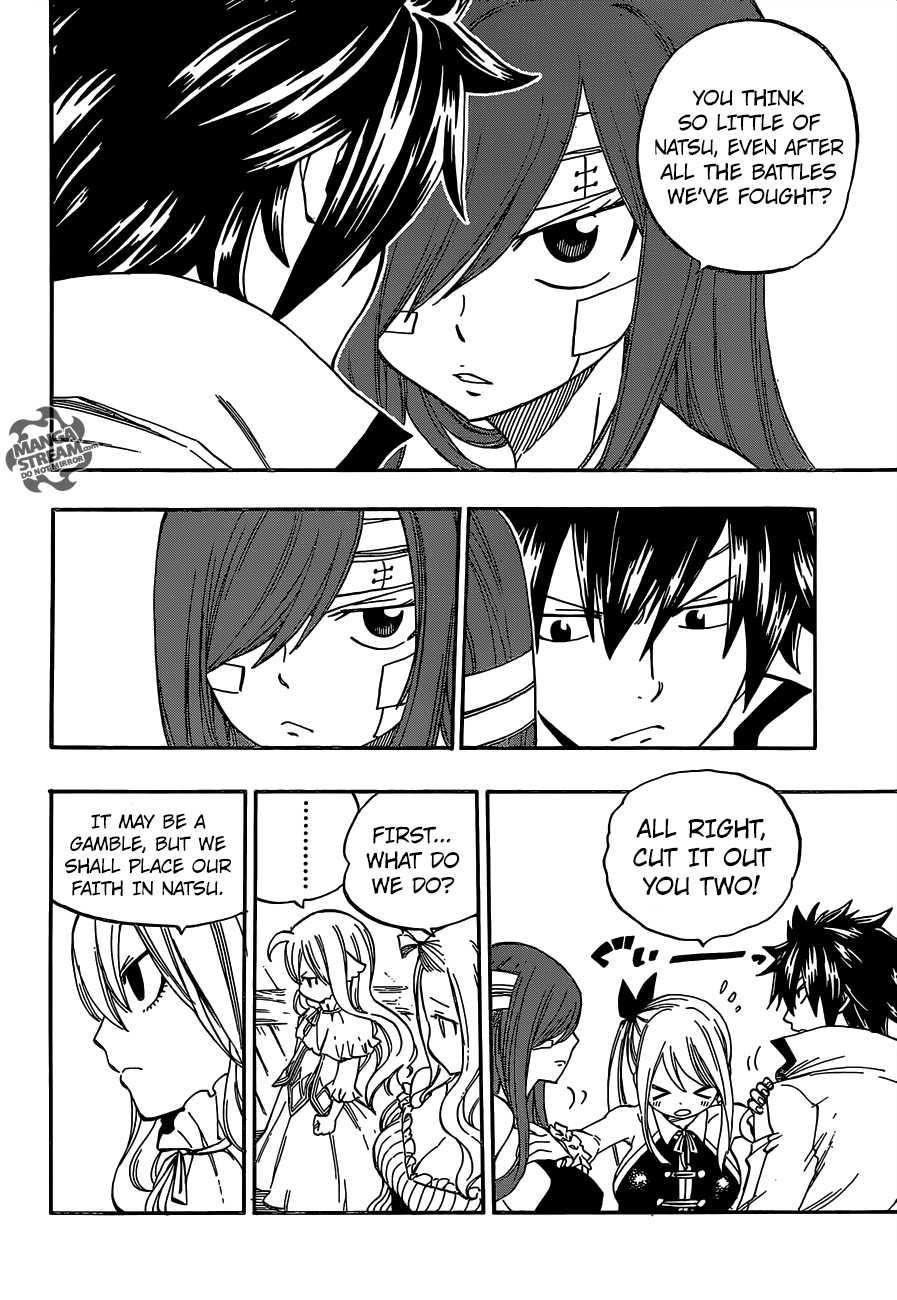 YOU THINK
SO LITTLE OF
NATSU, EVEN AFTER
ALL THE BATTLES
WE'VE FOUGHT?
MANGA
STREAM.com
DO NOT MIRROR
ALL RIGHT,
CUT IT OUT
YOU TWO!
FIRST...
WHAT DO
WE DO?
.........
IT MAY BE A
GAMBLE, BUT WE
SHALL PLACE OUR
FAITH IN NATSU.